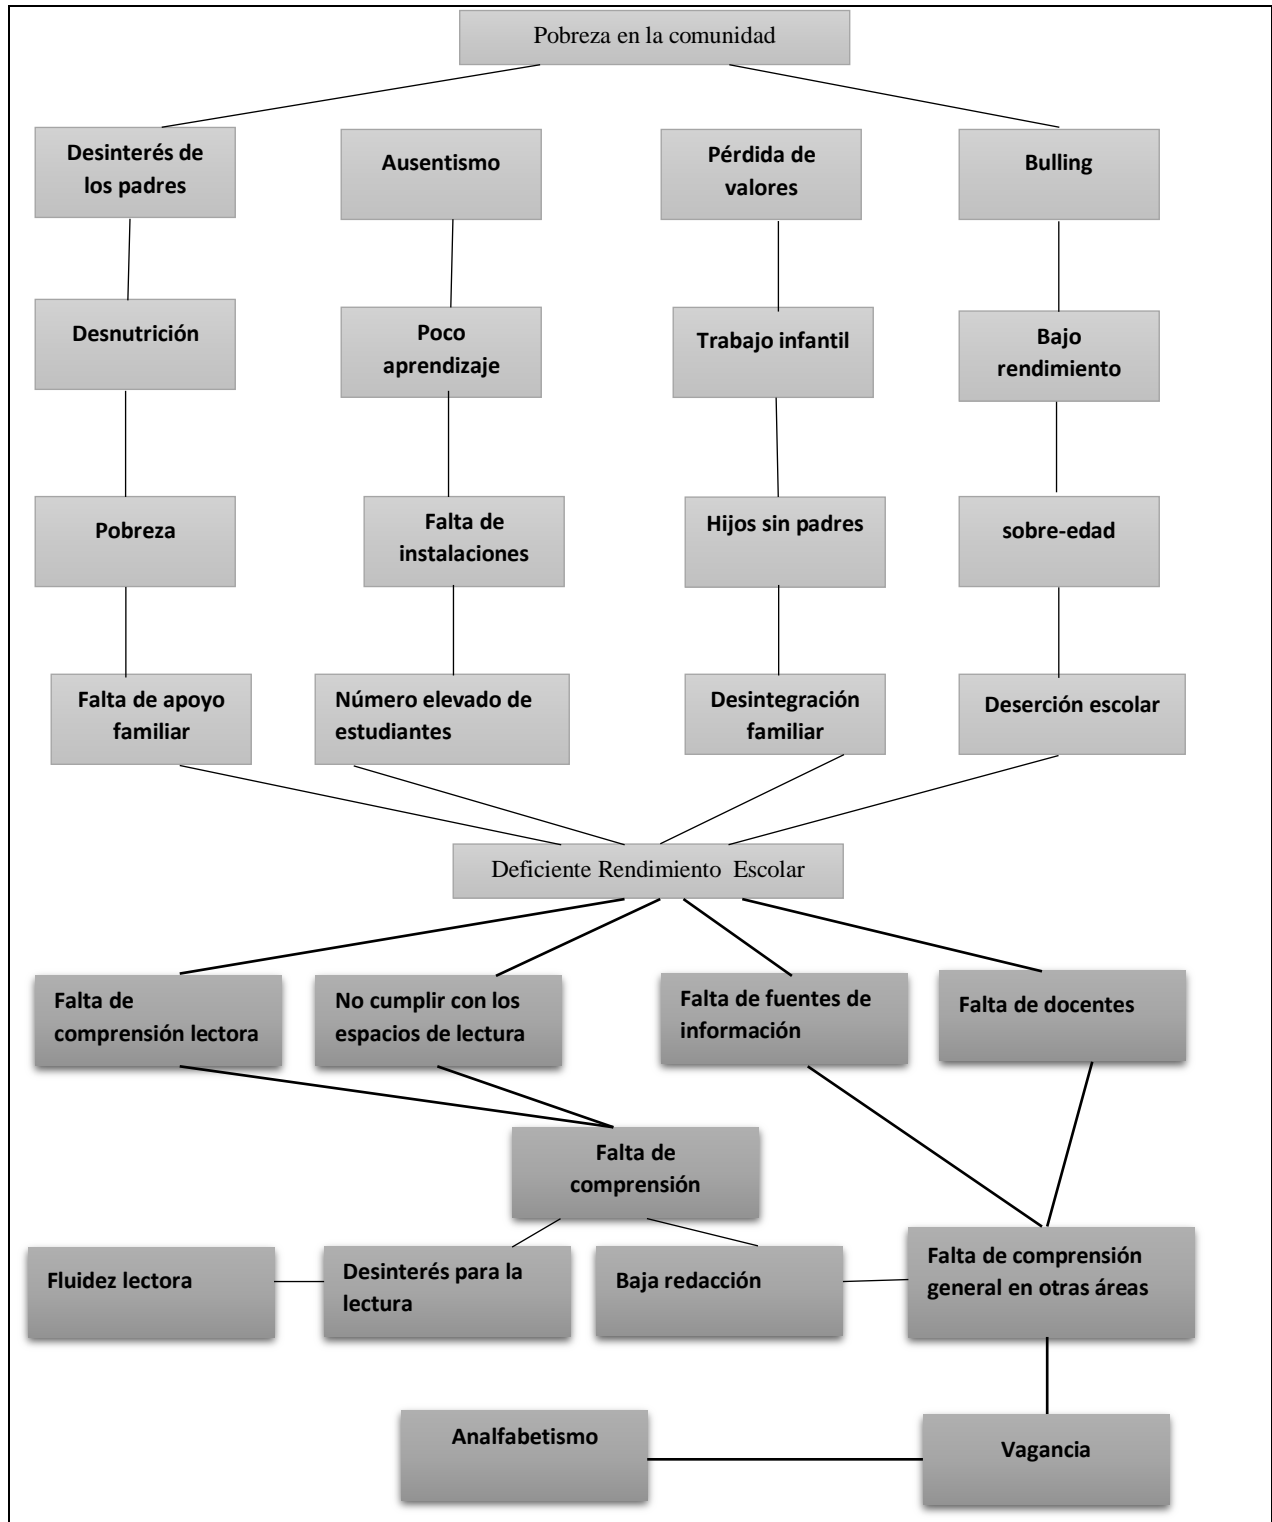 Pobreza en la comunidad
Desinterés de
los padres
Ausentismo
Pérdida de
valores
Bulling
Desnutrición
Poco
aprendizaje
Trabajo infantil
Bajo
rendimiento
Pobreza
Falta de
instalaciones
Hijos sin padres
sobre-edad
Falta de apoyo
familiar
Número elevado de
estudiantes
Desintegración
familiar
Deserción escolar
Deficiente Rendimiento Escolar
Falta de
comprensión lectora
No cumplir con los
espacios de lectura
Falta de fuentes de
información
Falta de docentes
Falta de
comprensión
Fluidez lectora
Desinterés para la
lectura
Baja redacción
Falta de comprensión
general en otras áreas
Analfabetismo
Vagancia